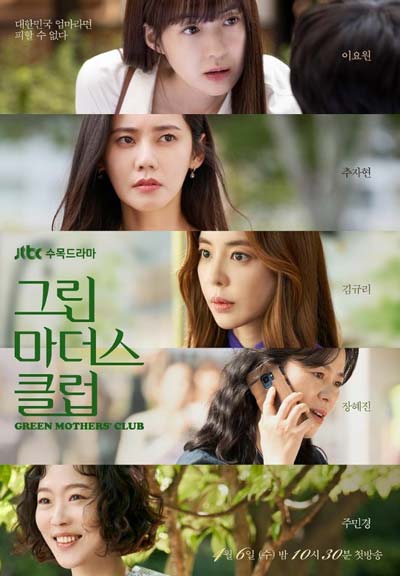 대한민국 엄마라면
피할 수 없다
이요원
추자현
jtbc 수목드라마
김규리
그린
마더스
클럽
GREEN MOTHERS' CLUB
장혜진
주민경
4월 6일 (수) 밤 10시 30분 첫방송